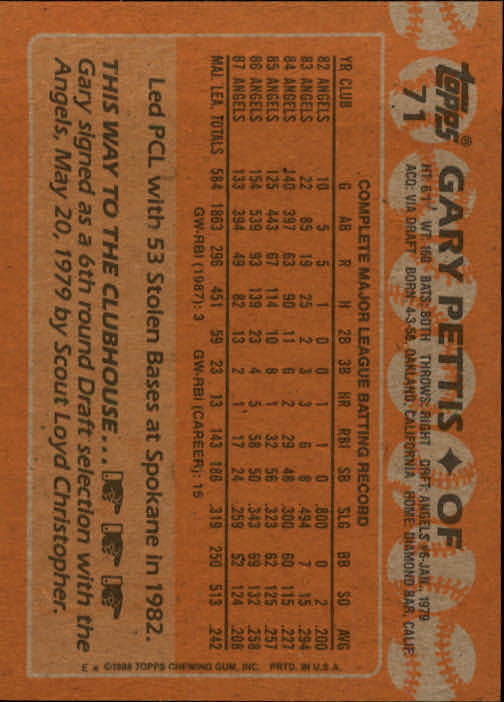 topps®
71
GARY PETTIS ✦ OF
HT: 6'1" WT: 160 BATS: BOTH THROWS: RIGHT DRAFT: ANGELS #6-JAN. 1979
ACQ: VIA DRAFT BORN: 4-3-58, OAKLAND, CALIFORNIA HOME: DIAMOND BAR, CALIF.
COMPLETE MAJOR LEAGUE BATTING RECORD
YR CLUB G AB R H 2B 3B HR RBI SB SLG BB SO AVG
82 ANGELS 10 5 5 1 0 0 1 1 0 .800 0 2 .200
83 ANGELS 22 85 19 25 2 3 3 6 8 .494 7 15 .294
84 ANGELS 140 397 63 90 11 6 2 29 48 .300 60 115 .227
85 ANGELS 125 443 67 114 10 8 1 32 56 .323 62 125 .257
86 ANGELS 154 539 93 139 23 4 5 58 50 .343 69 132 .258
87 ANGELS 133 394 49 82 13 2 1 17 24 .259 52 124 .208
MAJ. LEA. TOTALS 584 1863 296 451 59 23 13 143 186 .319 250 513 .242
GW-RBI (1987): 3 GW-RBI (CAREER): 15
Led PCL with 53 Stolen Bases at Spokane in 1982.
THIS WAY TO THE CLUBHOUSE...
Gary signed as a 6th round Draft selection with the
Angels, May 20, 1979 by Scout Loyd Christopher.
E * ©1988 TOPPS CHEWING GUM, INC. PRTD. IN U.S.A.